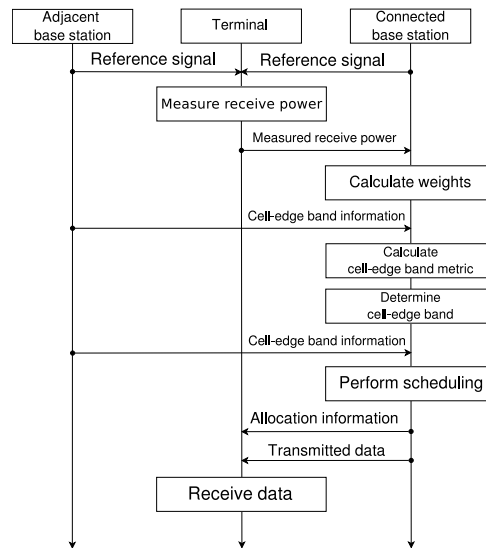 Adjacent
base station
Terminal
Connected
base station
Reference signal
Reference signal
Measure receive power
Measured receive power
Calculate weights
Cell-edge band information
Calculate
cell-edge band metric
Determine
cell-edge band
Cell-edge band information
Perform scheduling
Allocation information
Transmitted data
Receive data